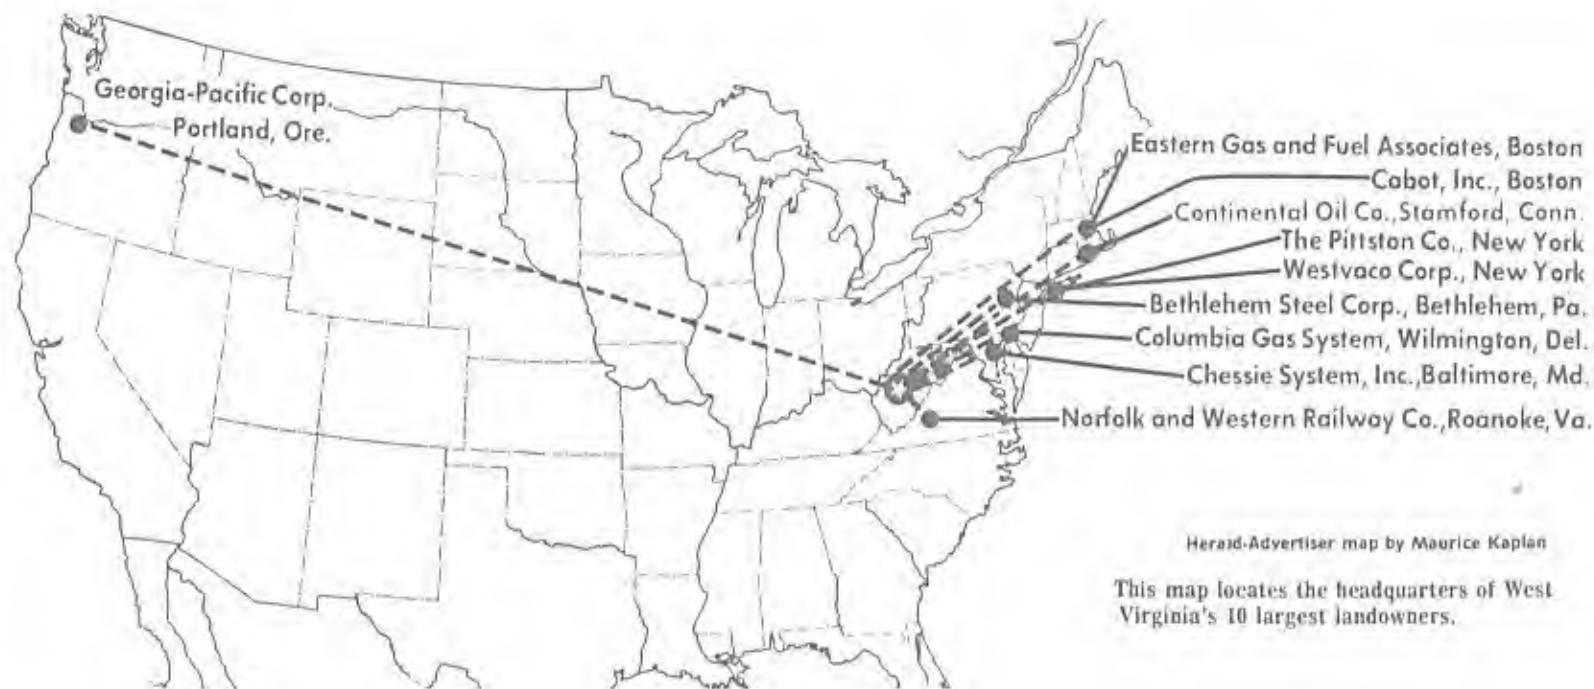 Georgia-Pacific Corp.
Portland, Ore.
Eastern Gas and Fuel Associates, Boston
Cabot, Inc., Boston
Continental Oil Co., Stamford, Conn.
The Pittston Co., New York
Westvaco Corp., New York
Bethlehem Steel Corp., Bethlehem, Pa.
Columbia Gas System, Wilmington, Del.
Chessie System, Inc., Baltimore, Md.
Norfolk and Western Railway Co., Roanoke, Va.
Herald-Advertiser map by Maurice Kaplan
This map locates the headquarters of West
Virginia's 10 largest landowners.